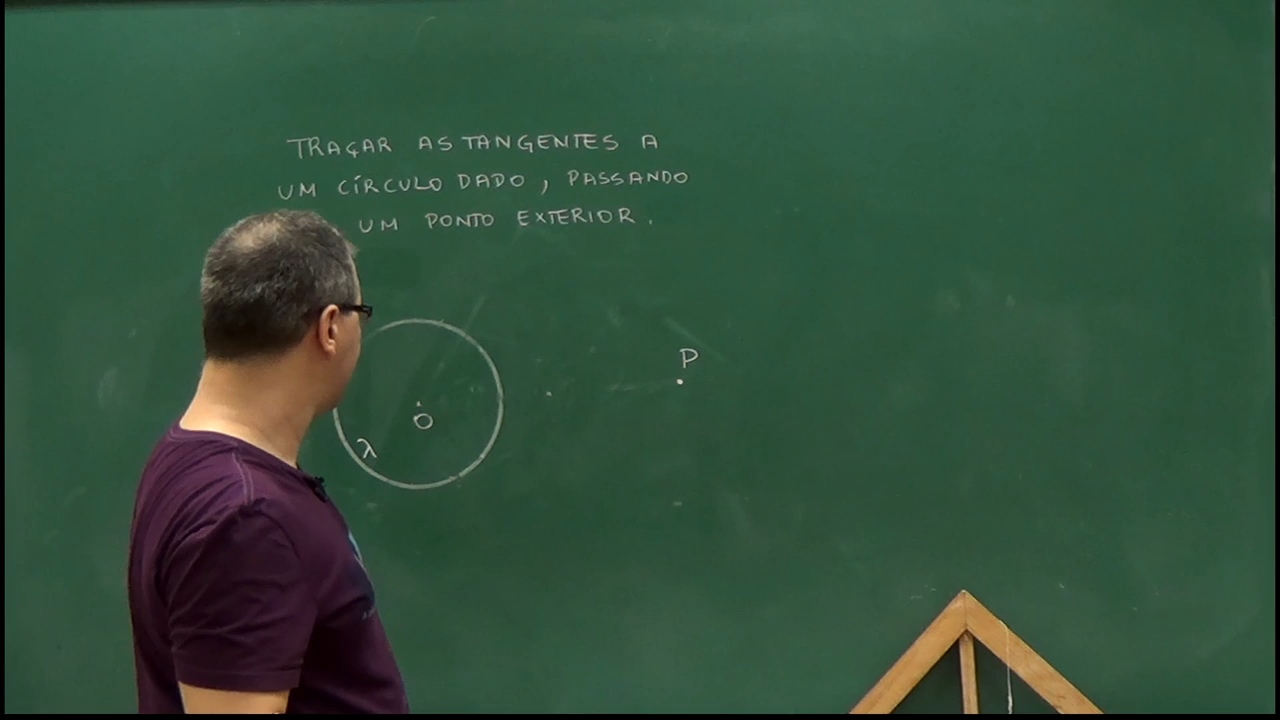 TRAÇAR AS TANGENTES A
UM CÍRCULO DADO, PASSANDO
UM PONTO EXTERIOR.
P
O
λ